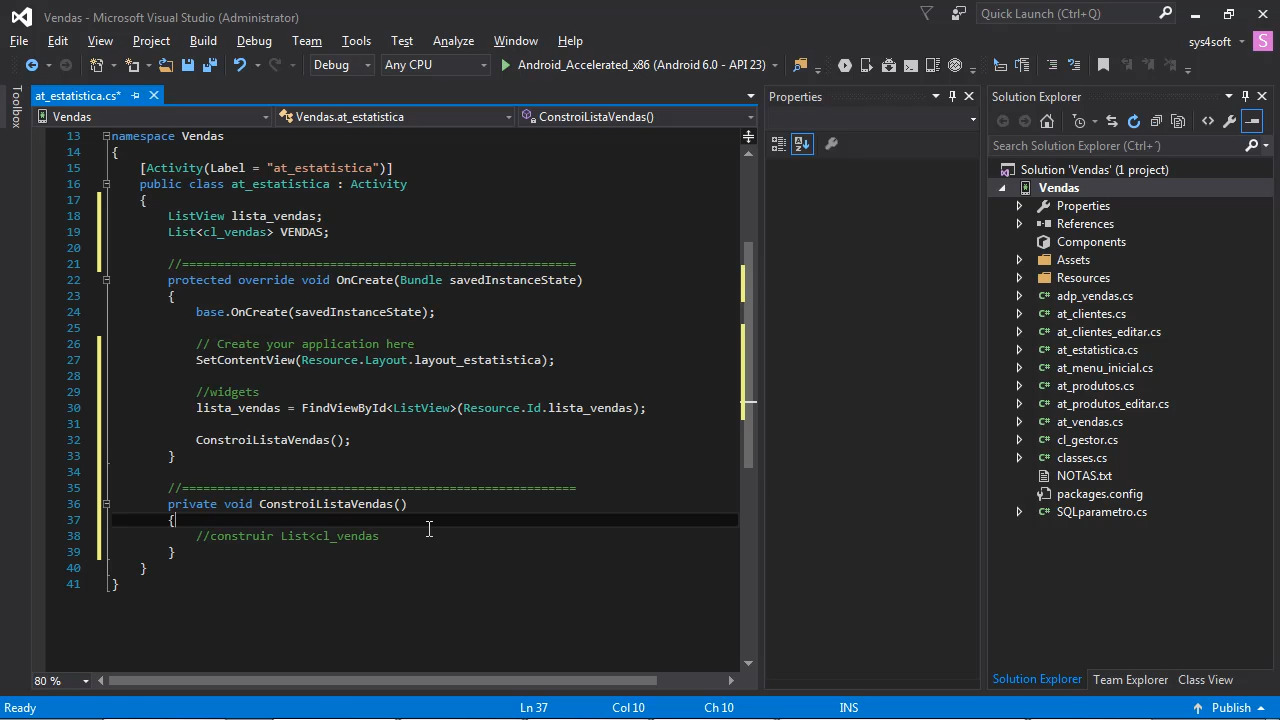 Vendas - Microsoft Visual Studio (Administrator)
Quick Launch (Ctrl+Q)
File Edit View Project Build Debug Team Tools Test Analyze Window Help
sys4soft S
Debug Any CPU Android_Accelerated_x86 (Android 6.0 - API 23)
Toolbox
at_estatistica.cs*
Vendas Vendas.at_estatistica ConstroiListaVendas()
13 namespace Vendas
14 {
15 [Activity(Label = "at_estatistica")]
16 public class at_estatistica : Activity
17 {
18 ListView lista_vendas;
19 List<cl_vendas> VENDAS;
20
21 //========================================================
22 protected override void OnCreate(Bundle savedInstanceState)
23 {
24 base.OnCreate(savedInstanceState);
25
26 // Create your application here
27 SetContentView(Resource.Layout.layout_estatistica);
28
29 //widgets
30 lista_vendas = FindViewById<ListView>(Resource.Id.lista_vendas);
31
32 ConstroiListaVendas();
33 }
34
35 //========================================================
36 private void ConstroiListaVendas()
37 {
38 //construir List<cl_vendas
39 }
40 }
41 }
80 %
Properties
Solution Explorer
Search Solution Explorer (Ctrl+´)
Solution 'Vendas' (1 project)
Vendas
Properties
References
Components
Assets
Resources
adp_vendas.cs
at_clientes.cs
at_clientes_editar.cs
at_estatistica.cs
at_menu_inicial.cs
at_produtos.cs
at_produtos_editar.cs
at_vendas.cs
cl_gestor.cs
classes.cs
NOTAS.txt
packages.config
SQLparametro.cs
Solution Explorer Team Explorer Class View
Ready Ln 37 Col 10 Ch 10 INS Publish